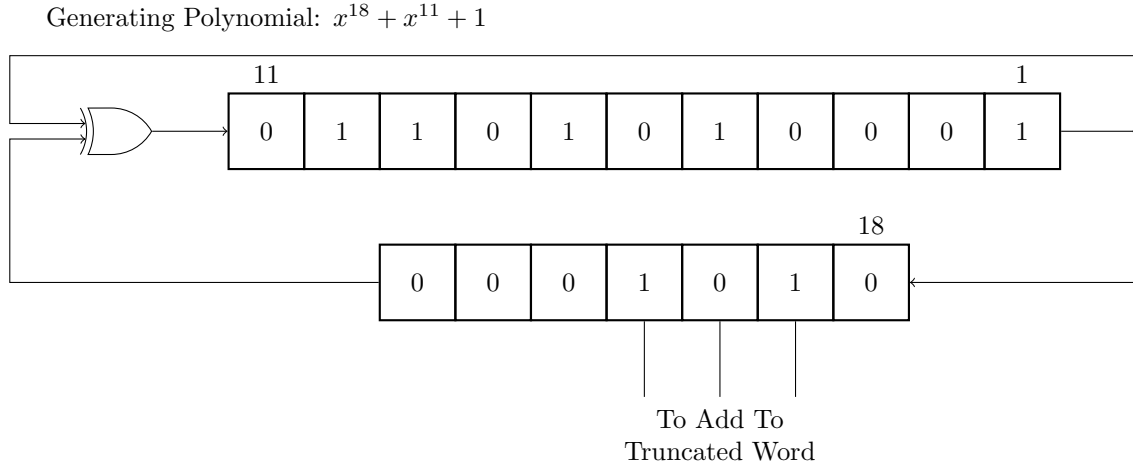 Generating Polynomial: $x^{18} + x^{11} + 1$
11 1
0 1 1 0 1 0 1 0 0 0 1
18
0 0 0 1 0 1 0
To Add To
Truncated Word